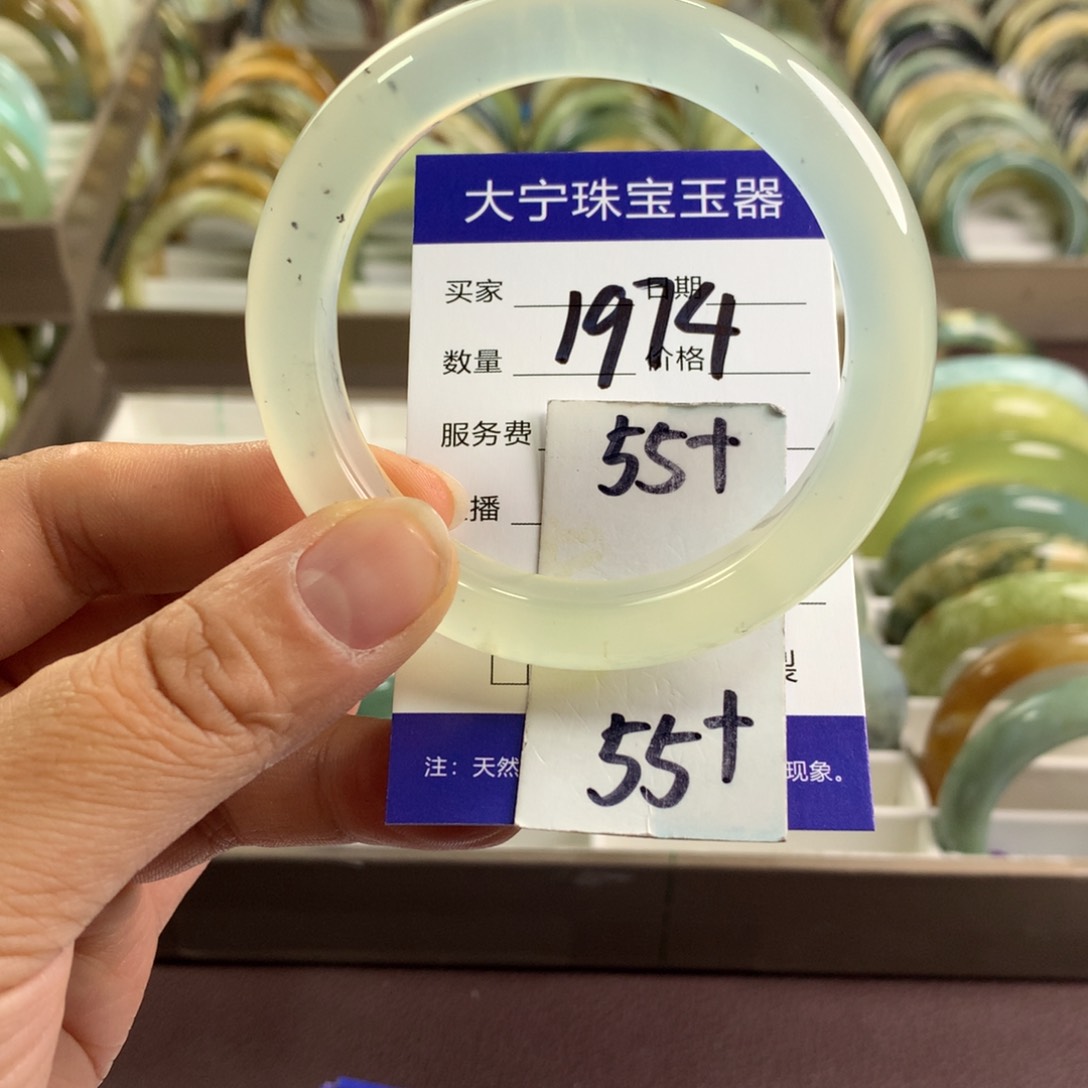 大宁珠宝玉器
买家 日期
1974
数量 价格
服务费
55+
播
55+
注：天然 现象。